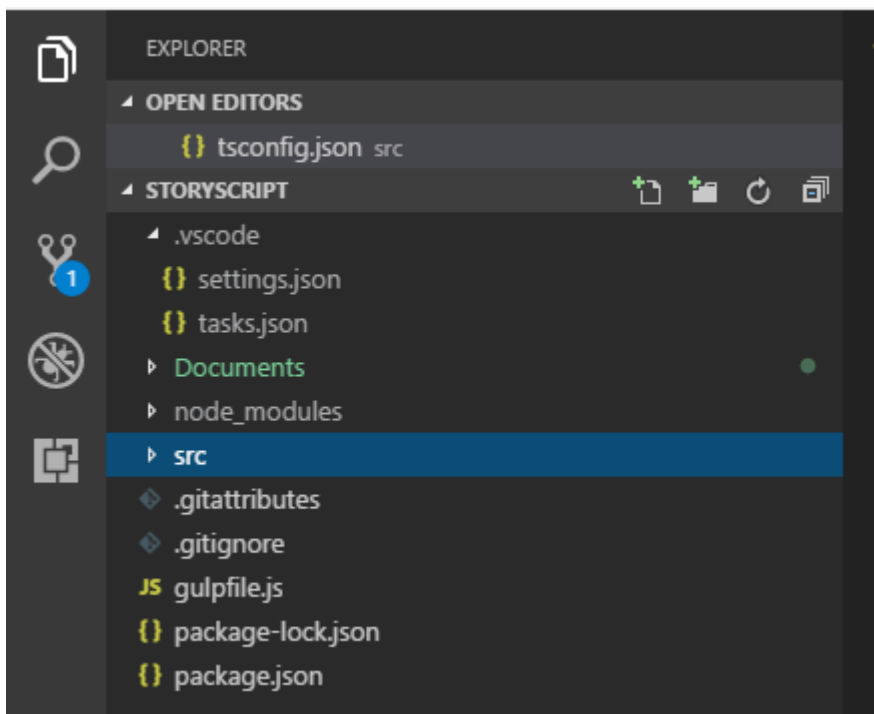 EXPLORER
OPEN EDITORS
{} tsconfig.json src
STORYSCRIPT
.vscode
{} settings.json
1
{} tasks.json
Documents
node_modules
src
.gitattributes
.gitignore
JS gulpfile.js
{} package-lock.json
{} package.json